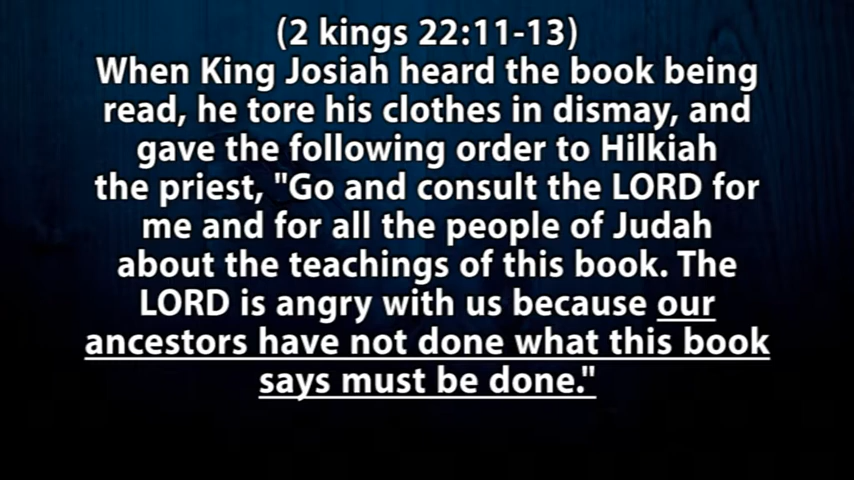 (2 kings 22:11-13)
When King Josiah heard the book being
read, he tore his clothes in dismay, and
gave the following order to Hilkiah
the priest, "Go and consult the LORD for
me and for all the people of Judah
about the teachings of this book. The
LORD is angry with us because our
ancestors have not done what this book
says must be done."